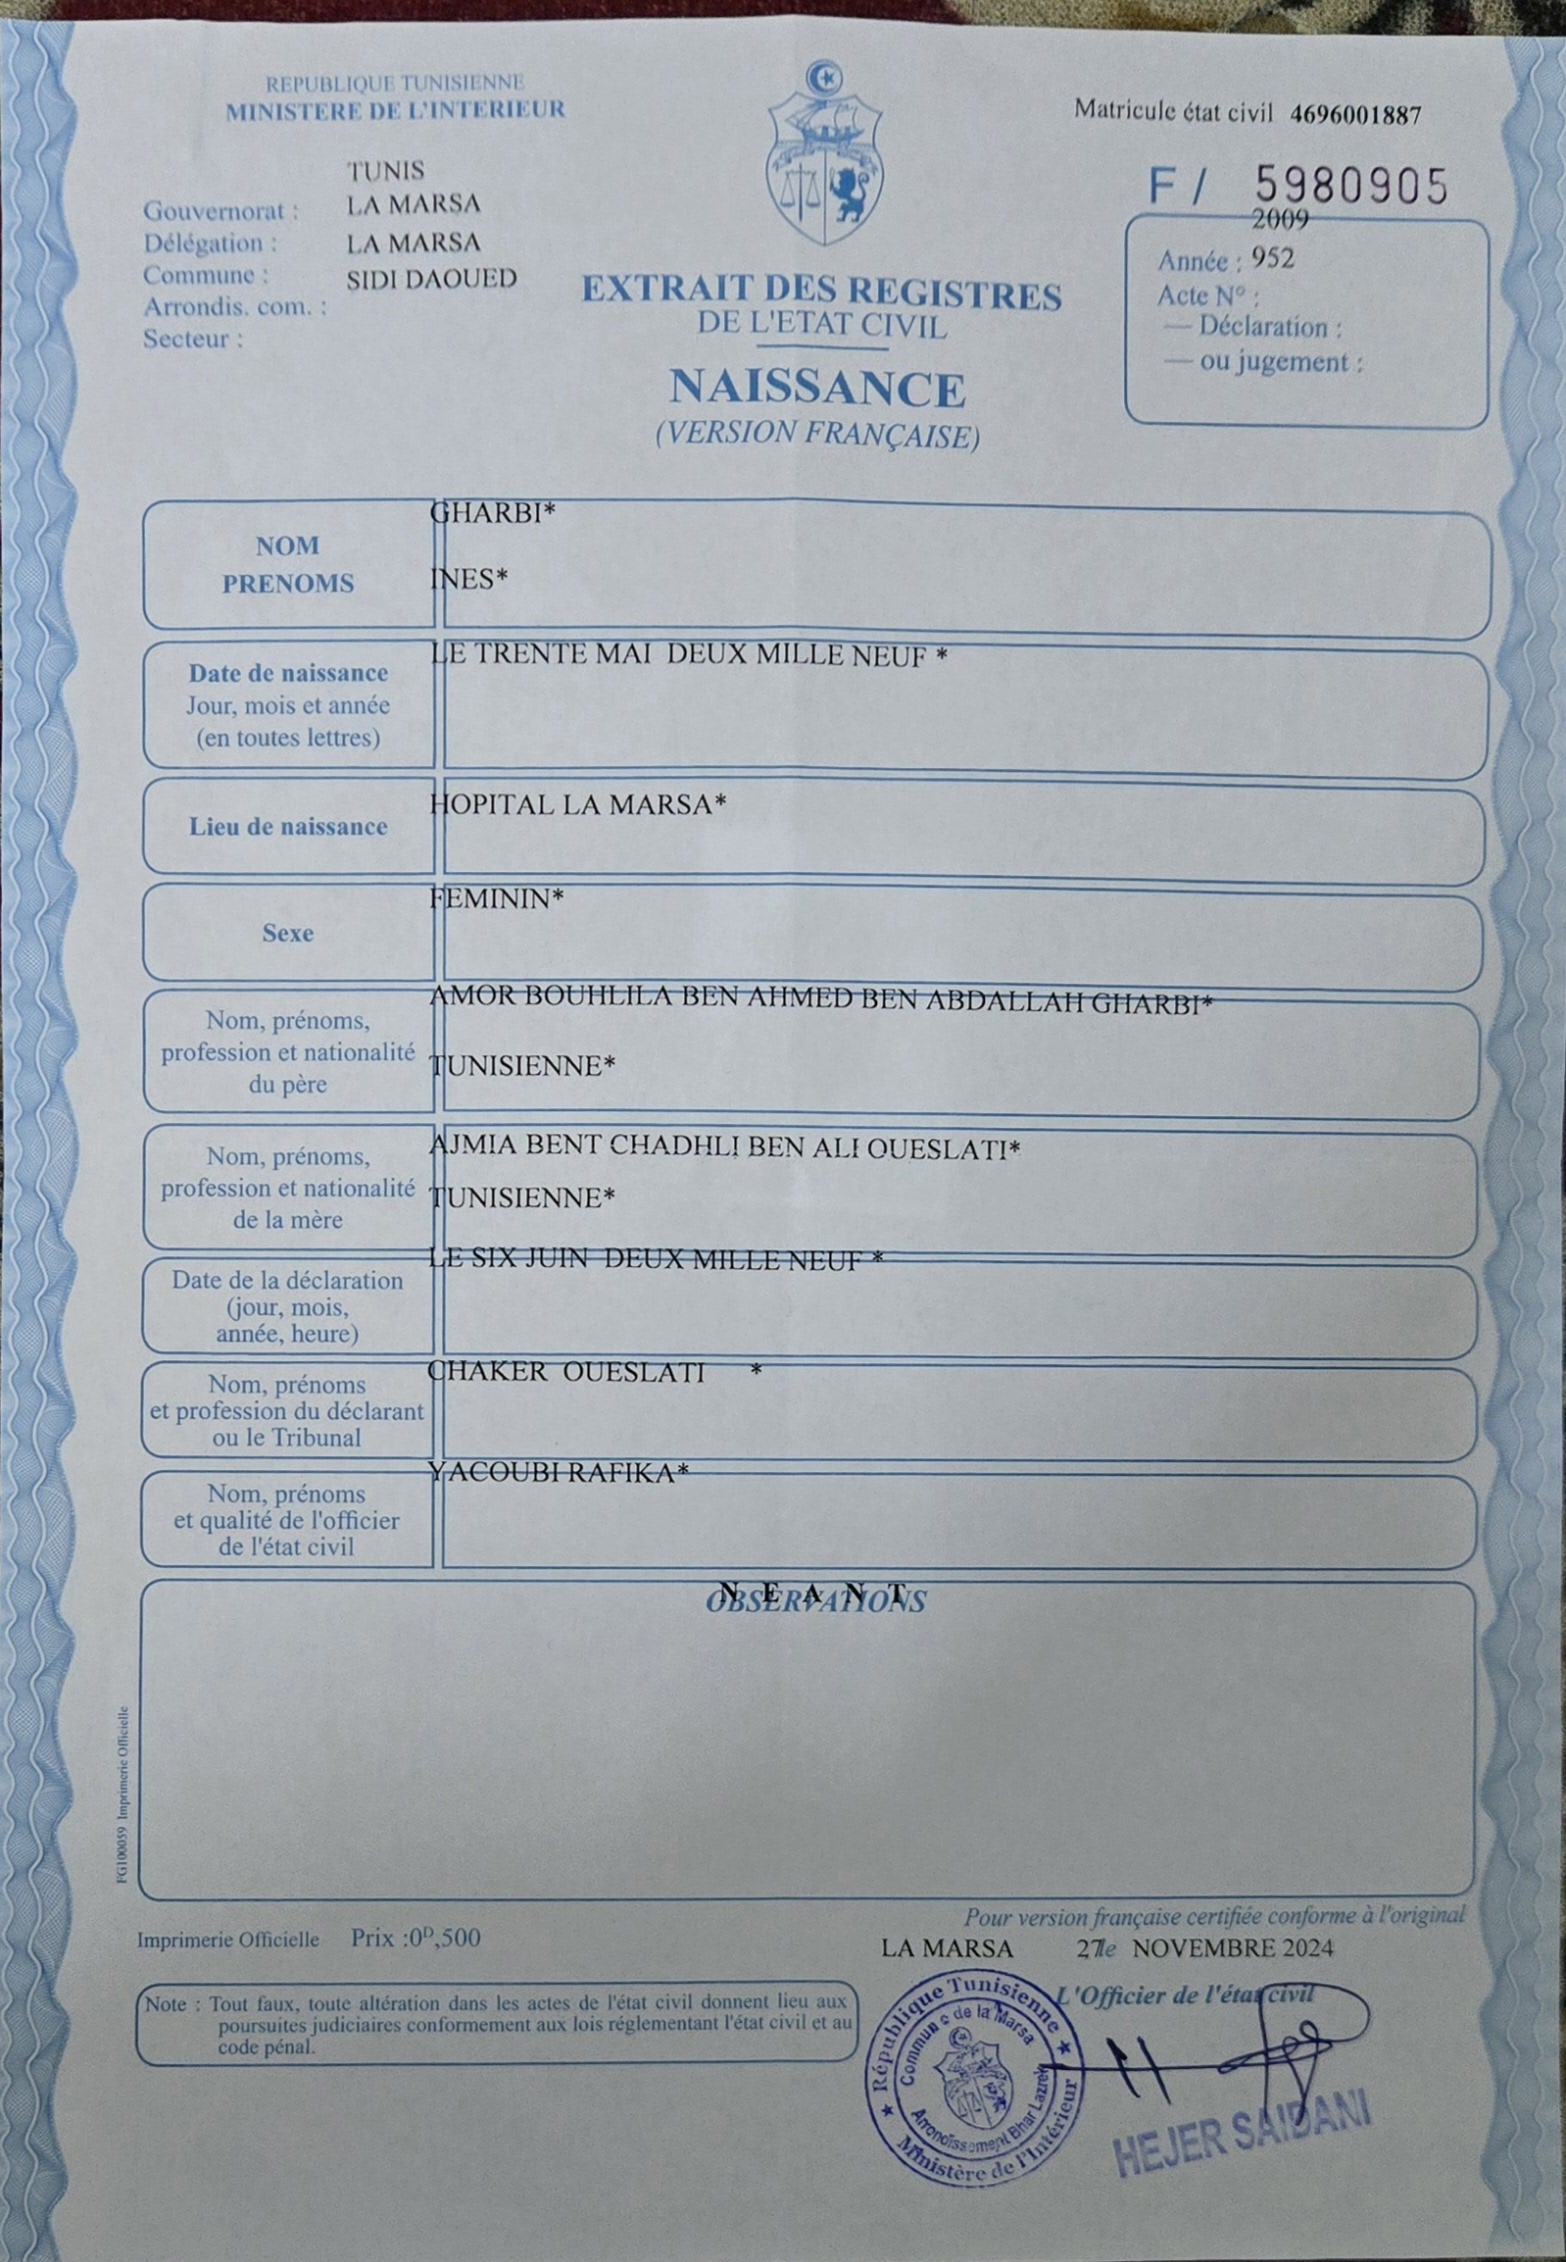 REPUBLIQUE TUNISIENNE
MINISTERE DE L'INTERIEUR
TUNIS
Gouvernorat : LA MARSA
Délégation : LA MARSA
Commune : SIDI DAOUED
Arrondis. com. :
Secteur :
Matricule état civil 4696001887
F / 5980905
2009
Année : 952
Acte N° :
— Déclaration :
— ou jugement :
EXTRAIT DES REGISTRES
DE L'ETAT CIVIL
NAISSANCE
(VERSION FRANÇAISE)
NOM
PRENOMS
GHARBI*
INES*
Date de naissance
Jour, mois et année
(en toutes lettres)
LE TRENTE MAI DEUX MILLE NEUF *
Lieu de naissance
HOPITAL LA MARSA*
Sexe
FEMININ*
Nom, prénoms,
profession et nationalité
du père
AMOR BOUHLILA BEN AHMED BEN ABDALLAH GHARBI*
TUNISIENNE*
Nom, prénoms,
profession et nationalité
de la mère
AJMIA BENT CHADHLI BEN ALI OUESLATI*
TUNISIENNE*
Date de la déclaration
(jour, mois,
année, heure)
LE SIX JUIN DEUX MILLE NEUF *
Nom, prénoms
et profession du déclarant
ou le Tribunal
CHAKER OUESLATI *
Nom, prénoms
et qualité de l'officier
de l'état civil
YACOUBI RAFIKA*
OBSERVATIONS
N E A N T
FG100059 Imprimerie Officielle
Imprimerie Officielle Prix :0ᴰ,500
Pour version française certifiée conforme à l'original
LA MARSA 27 le NOVEMBRE 2024
L'Officier de l'état civil
Note : Tout faux, toute altération dans les actes de l'état civil donnent lieu aux
poursuites judiciaires conformement aux lois réglementant l'état civil et au
code pénal.
République Tunisienne
Commune de la Marsa
Arrondissement Bhar Lazrek
Ministère de l'Intérieur
HEJER SAIDANI